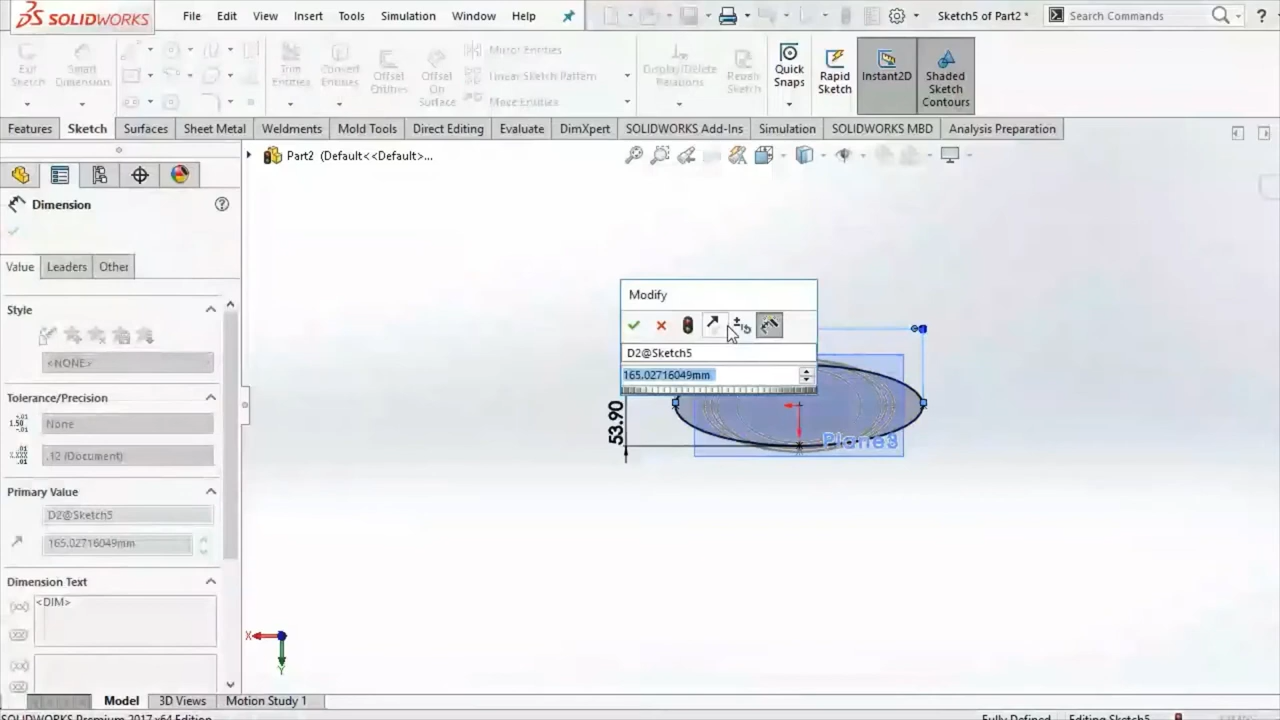 SOLIDWORKS
File Edit View Insert Tools Simulation Window Help
Sketch5 of Part2 *
Search Commands
Exit Sketch
Smart Dimension
Trim Entities
Convert Entities
Offset Entities
Offset On Surface
Mirror Entities
Linear Sketch Pattern
Move Entities
Display/Delete Relations
Repair Sketch
Quick Snaps
Rapid Sketch
Instant2D
Shaded Sketch Contours
Features Sketch Surfaces Sheet Metal Weldments Mold Tools Direct Editing Evaluate DimXpert SOLIDWORKS Add-Ins Simulation SOLIDWORKS MBD Analysis Preparation
Part2 (Default<<Default>...
Dimension
Value Leaders Other
Style
<NONE>
Tolerance/Precision
None
.12 (Document)
Primary Value
D2@Sketch5
165.02716049mm
Dimension Text
<DIM>
Modify
D2@Sketch5
165.02716049mm
53.90
Plane8
X
Y
Model 3D Views Motion Study 1
SOLIDWORKS Premium 2017 x64 Edition
Fully Defined Editing Sketch5